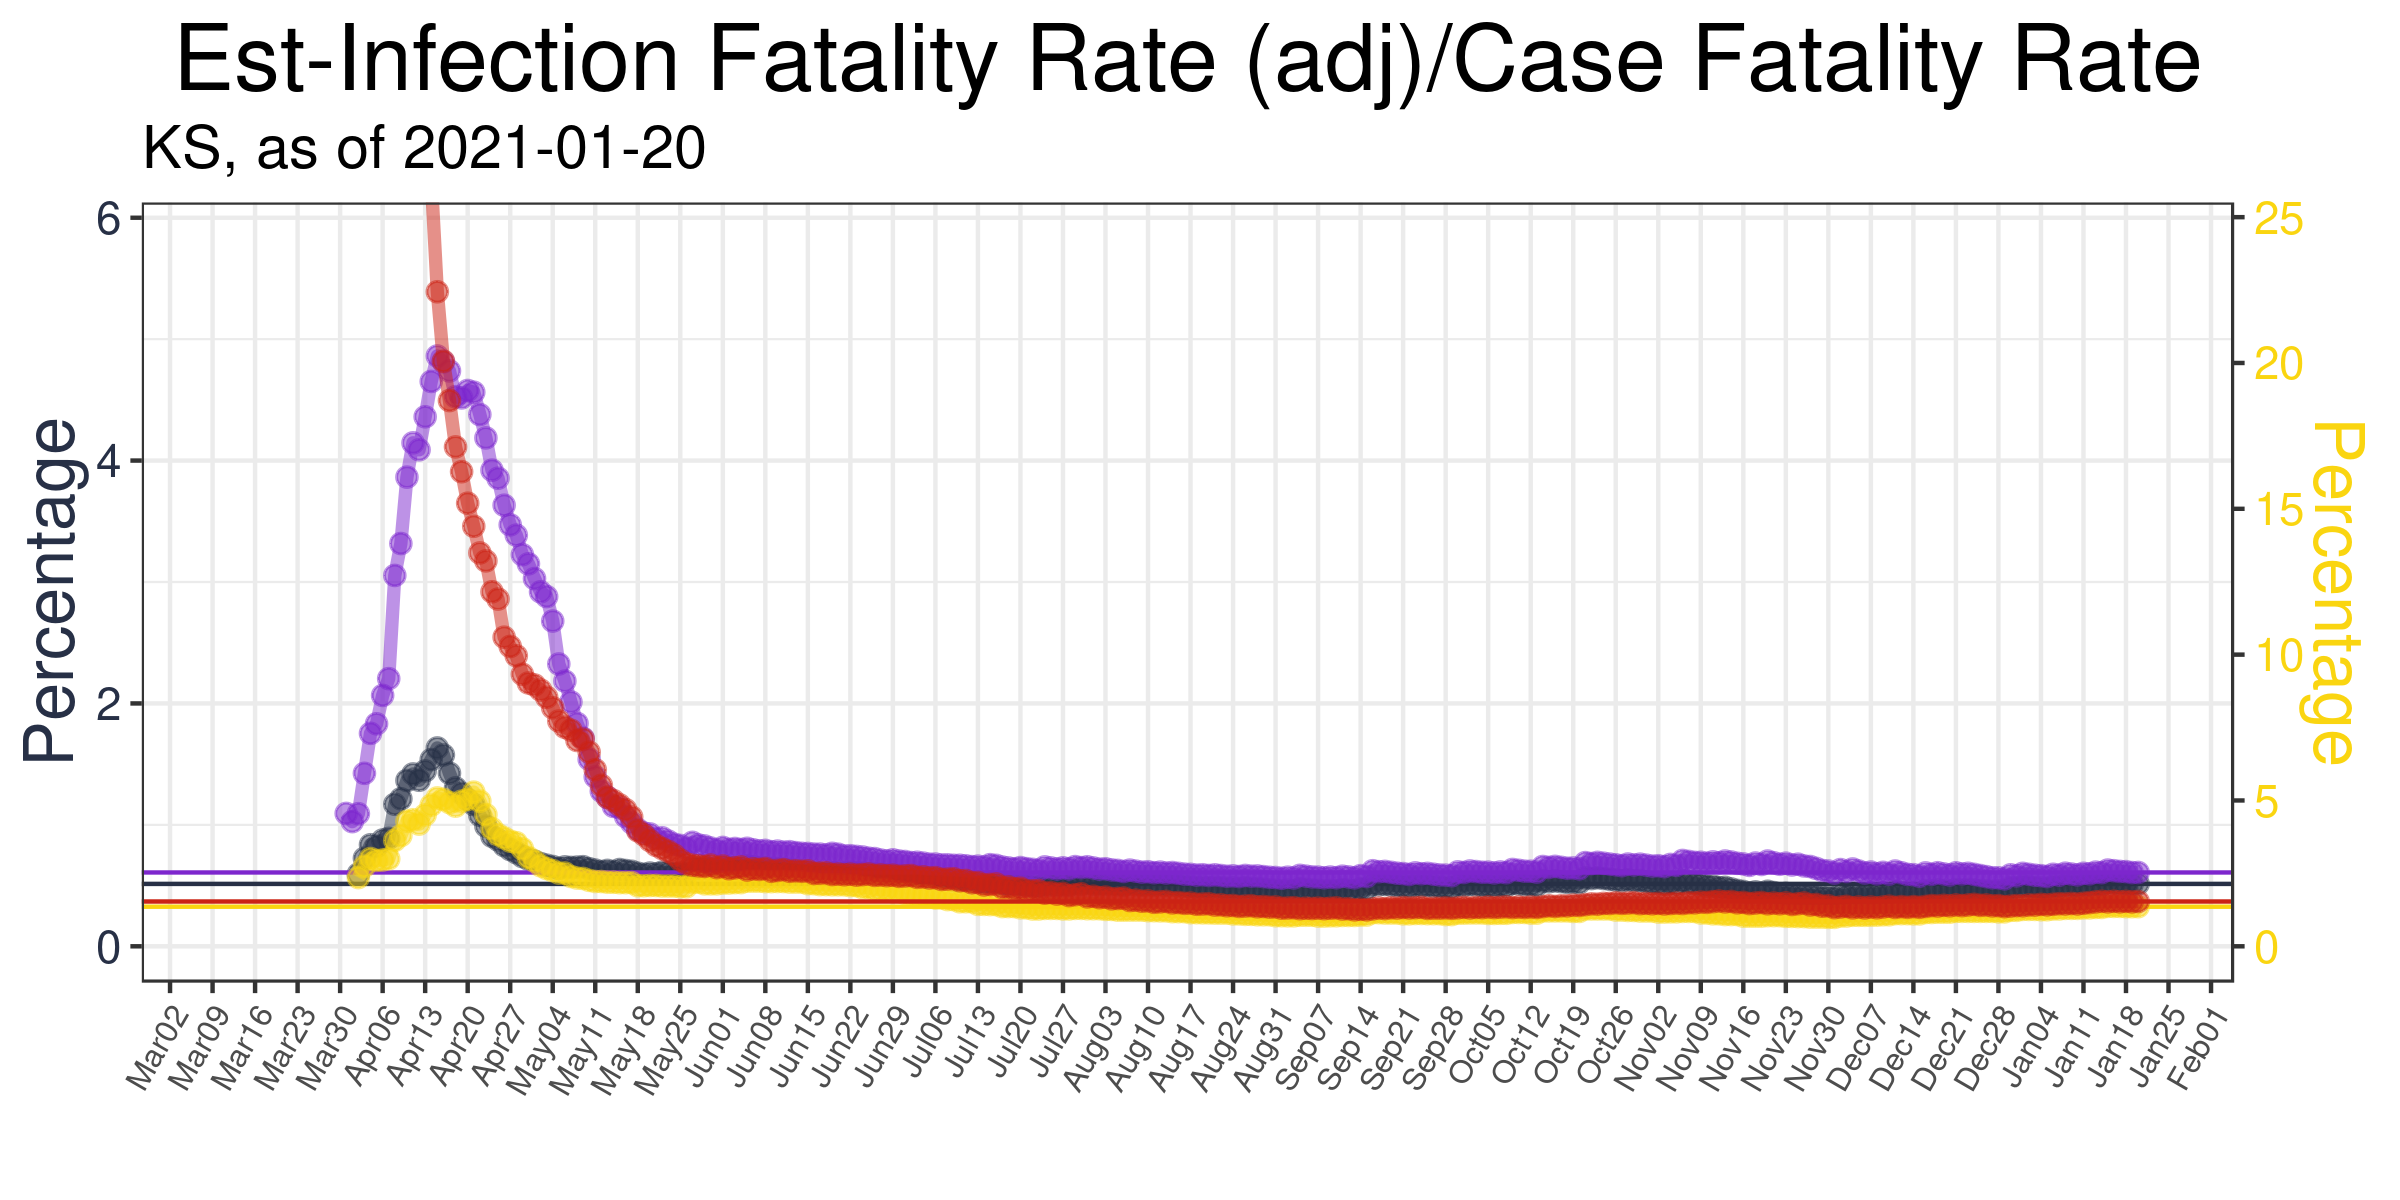 Est-Infection Fatality Rate (adj)/Case Fatality Rate
KS, as of 2021-01-20
Percentage
6
4
2
0
25
20
15
10
5
0
Percentage
Mar02
Mar09
Mar16
Mar23
Mar30
Apr06
Apr13
Apr20
Apr27
May04
May11
May18
May25
Jun01
Jun08
Jun15
Jun22
Jun29
Jul06
Jul13
Jul20
Jul27
Aug03
Aug10
Aug17
Aug24
Aug31
Sep07
Sep14
Sep21
Sep28
Oct05
Oct12
Oct19
Oct26
Nov02
Nov09
Nov16
Nov23
Nov30
Dec07
Dec14
Dec21
Dec28
Jan04
Jan11
Jan18
Jan25
Feb01